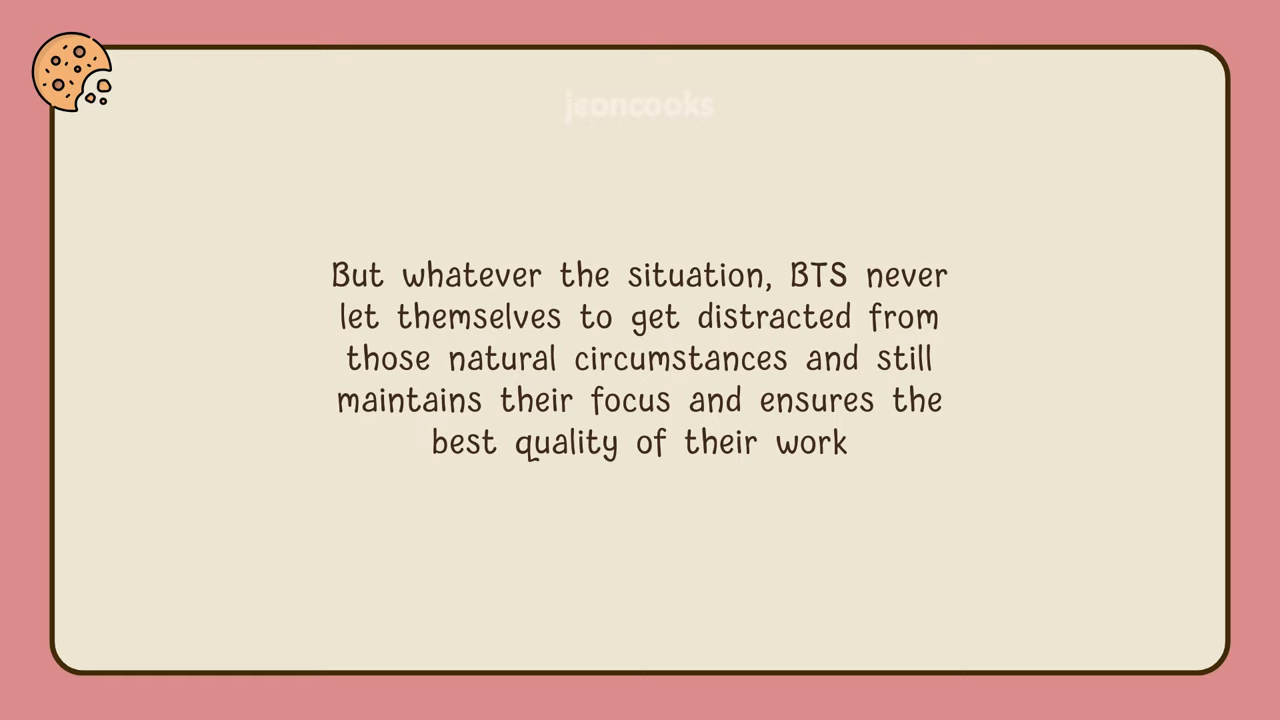 jeoncooks
But whatever the situation, BTS never
let themselves to get distracted from
those natural circumstances and still
maintains their focus and ensures the
best quality of their work